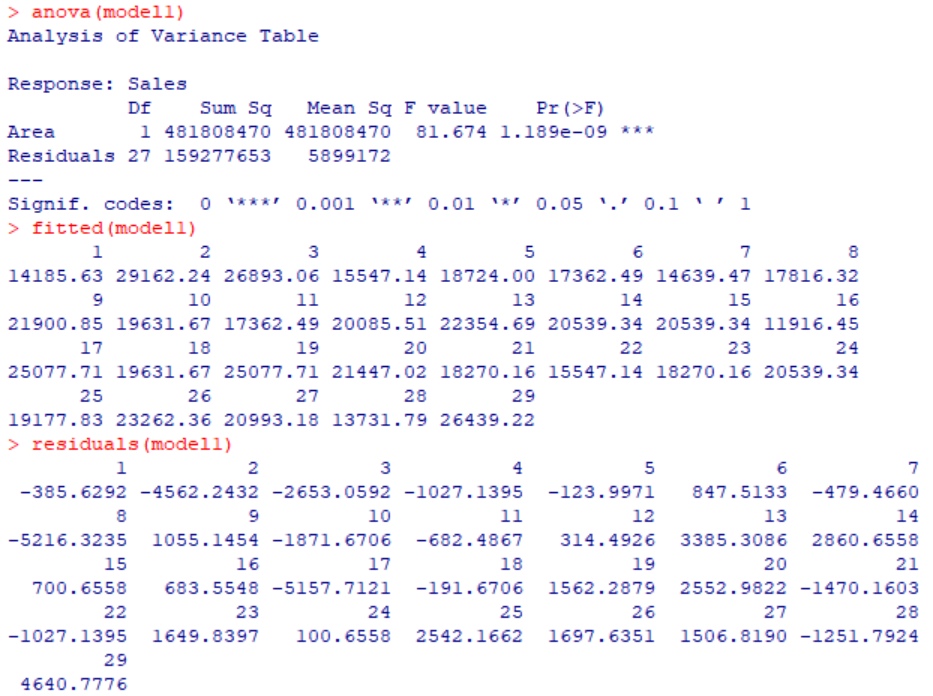 > anova(model1)
Analysis of Variance Table

Response: Sales
          Df    Sum Sq   Mean Sq F value    Pr(>F)
Area       1 481808470 481808470  81.674 1.189e-09 ***
Residuals 27 159277653   5899172
---
Signif. codes:  0 ‘***’ 0.001 ‘**’ 0.01 ‘*’ 0.05 ‘.’ 0.1 ‘ ’ 1
> fitted(model1)
       1        2        3        4        5        6        7        8
14185.63 29162.24 26893.06 15547.14 18724.00 17362.49 14639.47 17816.32
       9       10       11       12       13       14       15       16
21900.85 19631.67 17362.49 20085.51 22354.69 20539.34 20539.34 11916.45
      17       18       19       20       21       22       23       24
25077.71 19631.67 25077.71 21447.02 18270.16 15547.14 18270.16 20539.34
      25       26       27       28       29
19177.83 23262.36 20993.18 13731.79 26439.22
> residuals(model1)
         1          2          3          4          5          6          7
 -385.6292 -4562.2432 -2653.0592 -1027.1395  -123.9971   847.5133  -479.4660
         8          9         10         11         12         13         14
-5216.3235  1055.1454 -1871.6706  -682.4867   314.4926  3385.3086  2860.6558
        15         16         17         18         19         20         21
  700.6558   683.5548 -5157.7121  -191.6706  1562.2879  2552.9822 -1470.1603
        22         23         24         25         26         27         28
-1027.1395  1649.8397   100.6558  2542.1662  1697.6351  1506.8190 -1251.7924
        29
 4640.7776